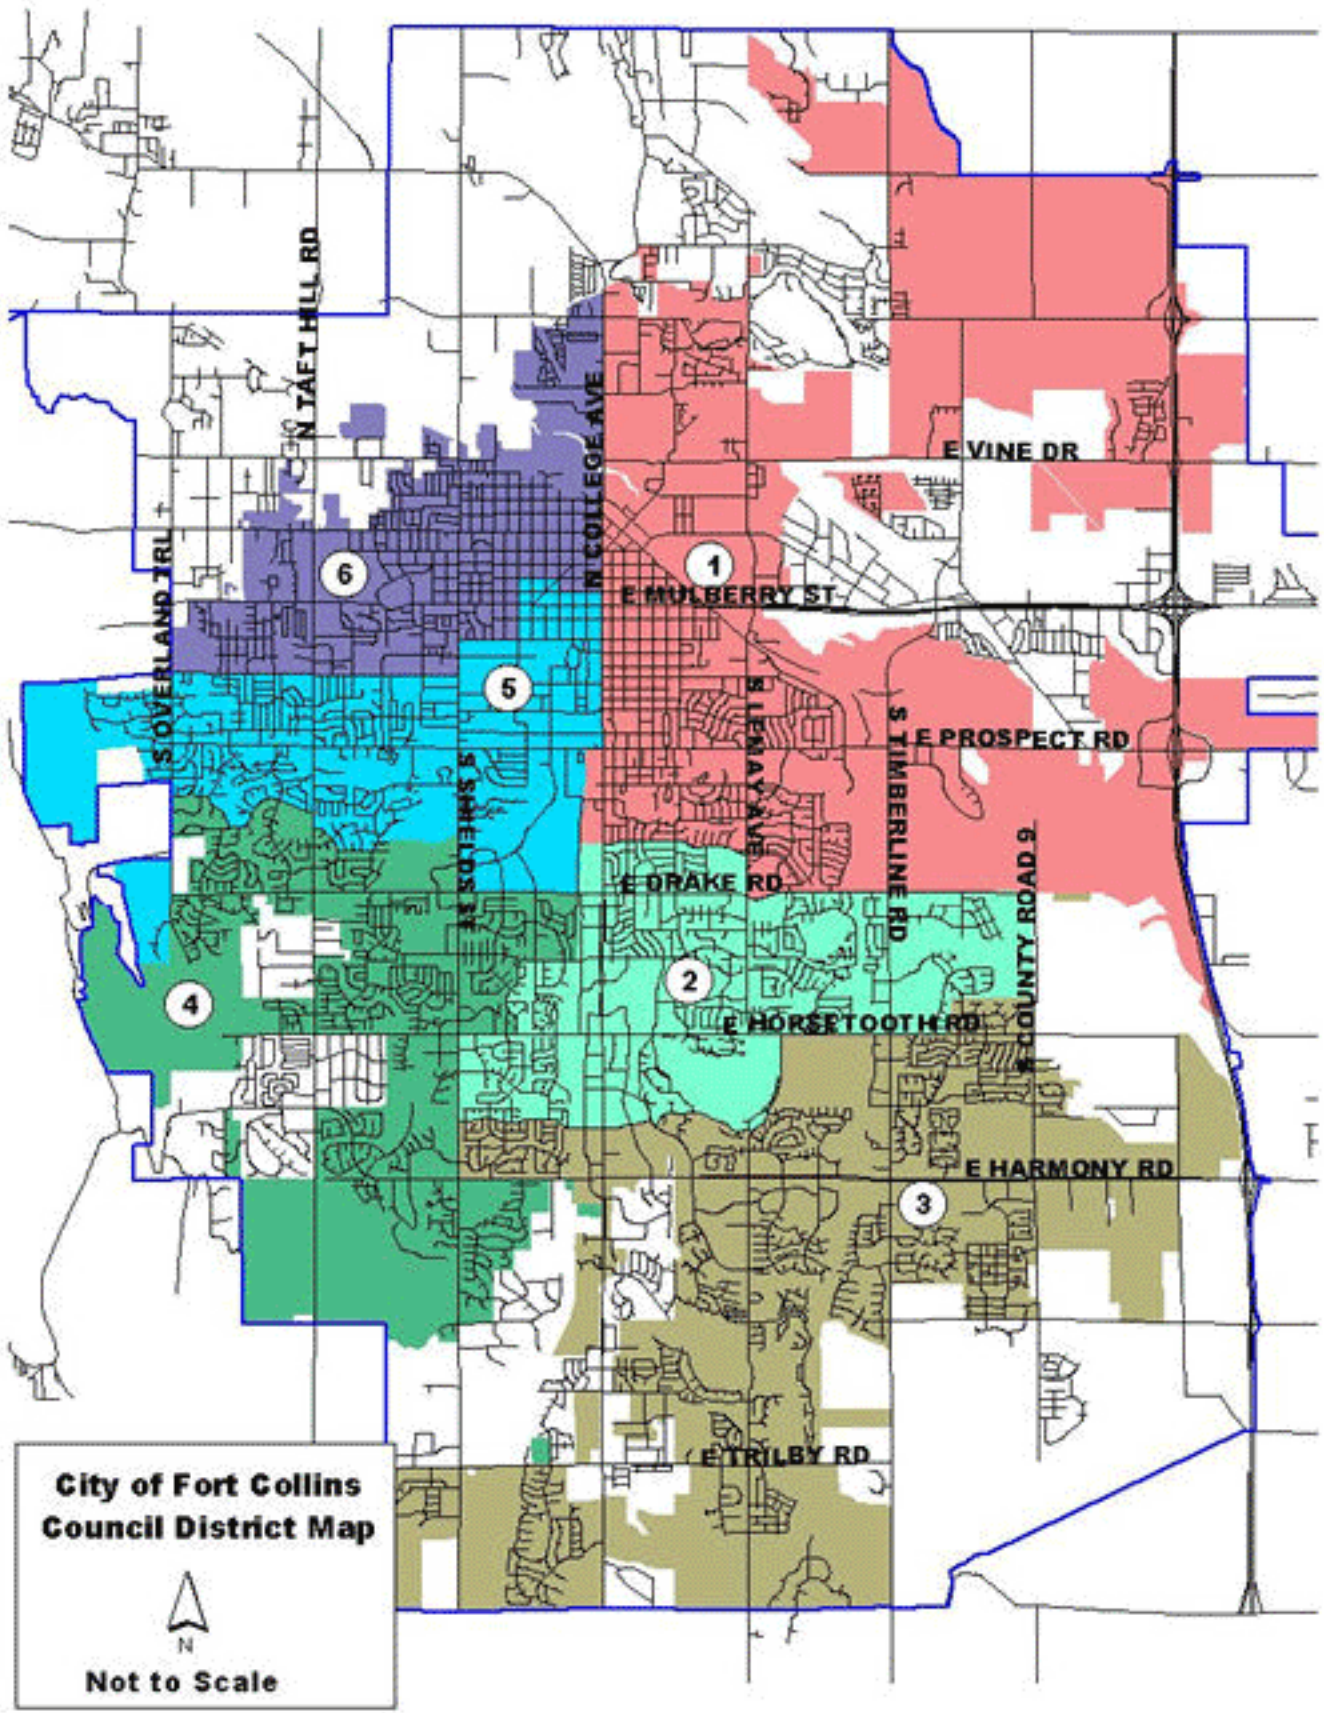 N TAFT HILL RD
N COLLEGE AVE
E VINE DR
S OVERLAND TRL
6
1
E MULBERRY ST
5
S LEMAY AVE
S TIMBERLINE RD
E PROSPECT RD
S SHIELDS ST
S COUNTY ROAD 9
E DRAKE RD
2
4
E HORSETOOTH RD
E HARMONY RD
3
E TRILBY RD
City of Fort Collins
Council District Map
N
Not to Scale